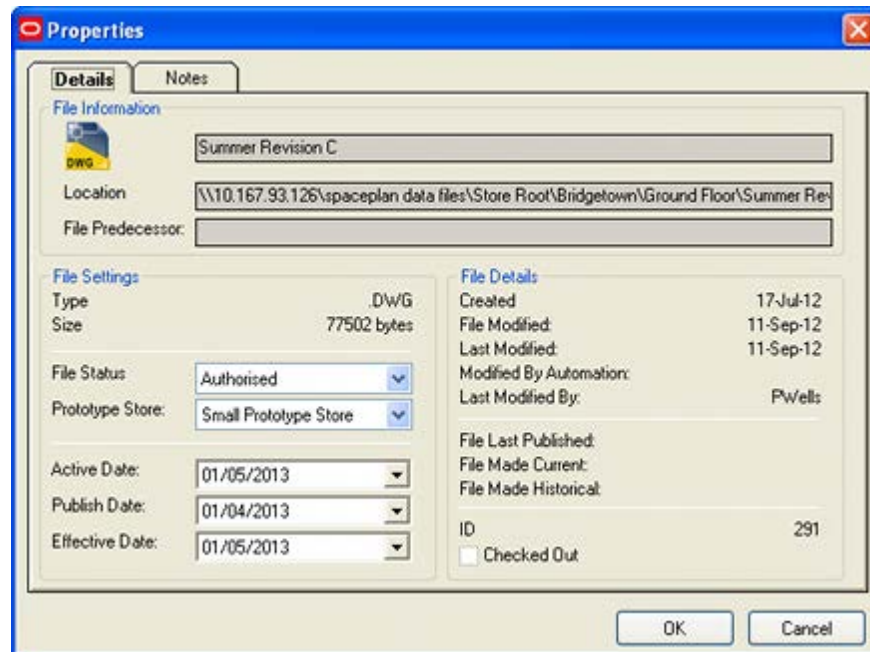 Properties
Details Notes
File Information
DWG
Summer Revision C
Location \\10.167.93.126\spaceplan data files\Store Root\Bridgetown\Ground Floor\Summer Rev
File Predecessor:
File Settings
Type .DWG
Size 77502 bytes
File Status Authorised
Prototype Store: Small Prototype Store
Active Date: 01/05/2013
Publish Date: 01/04/2013
Effective Date: 01/05/2013
File Details
Created 17-Jul-12
File Modified: 11-Sep-12
Last Modified: 11-Sep-12
Modified By Automation:
Last Modified By: PWells
File Last Published:
File Made Current:
File Made Historical:
ID 291
Checked Out
OK Cancel